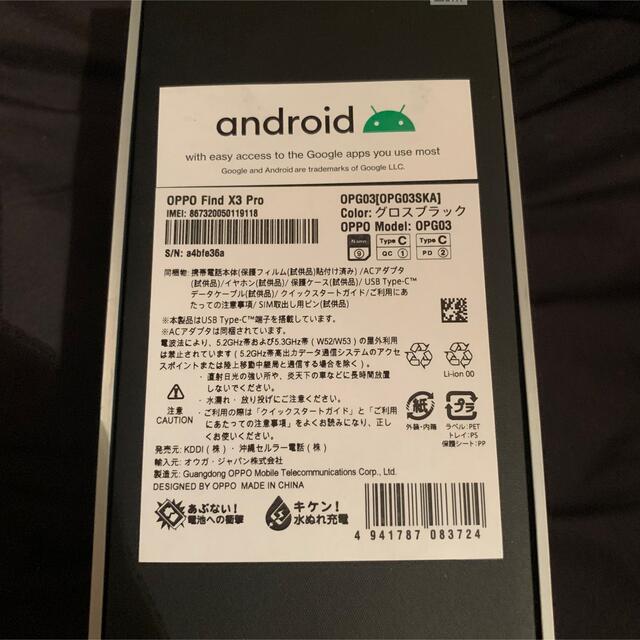 android
with easy access to the Google apps you use most
Google and Android are trademarks of Google LLC.
OPPO Find X3 Pro
IMEI: 867320050119118
S/N: a4bfe36a
OPG03[OPG03SKA]
Color: グロスブラック
OPPO Model: OPG03
Nano
9
Type C
QC 1
Type C
PD 2
同梱物: 携帯電話本体(保護フィルム(試供品)貼付け済み)/ACアダプタ
(試供品)/イヤホン(試供品)/保護ケース(試供品)/USB Type-C™
データケーブル(試供品)/クイックスタートガイド/ご利用にあ
たっての注意事項/ SIM取出し用ピン(試供品)
※本製品はUSB Type-C™端子を搭載しています。
※ACアダプタは同梱されています。
電波法により、5.2GHz帯および5.3GHz帯(W52/W53)の屋外利用
は禁止されています(5.2GHz帯高出力データ通信システムのアクセ
スポイントまたは陸上移動中継局と通信する場合を除く)。
Li-ion 00
注意
CAUTION
・直射日光の強い所や、炎天下の車などに長時間放置
しないでください。
・水濡れ・放り投げにご注意ください。
・ご利用の際は「クイックスタートガイド」と「ご利用
にあたっての注意事項」をよくお読みになり、正し
くお使いください。
紙
外装・内箱
プラ
ラベル:PET
トレイ:PS
保護シート:PP
発売元: KDDI(株)・沖縄セルラー電話(株)
輸入元: オウガ・ジャパン株式会社
製造元: Guangdong OPPO Mobile Telecommunications Corp., Ltd.
DESIGNED BY OPPO MADE IN CHINA
あぶない!
電池への衝撃
キケン!
水ぬれ充電
4 941787 083724